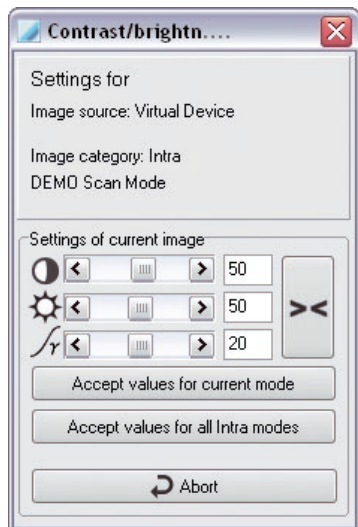 Contrast/brightn....
Settings for
Image source: Virtual Device
Image category: Intra
DEMO Scan Mode
Settings of current image
50
50
γ 20
><
Accept values for current mode
Accept values for all Intra modes
Abort